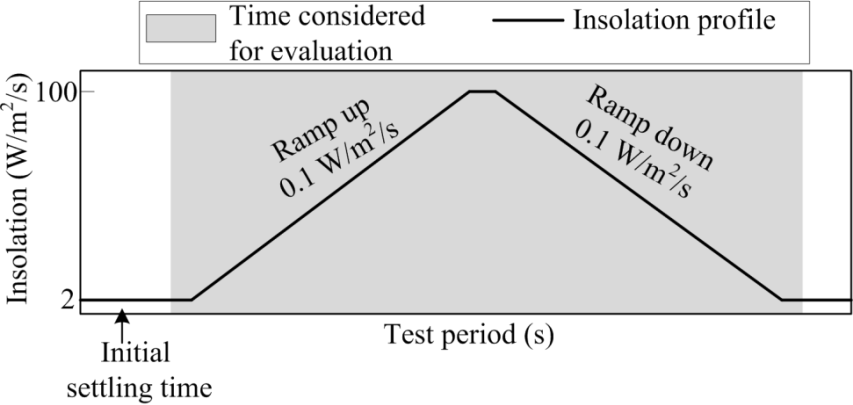 Time considered
for evaluation
Insolation profile
Insolation (W/m²/s)
100
2
Ramp up
0.1 W/m²/s
Ramp down
0.1 W/m²/s
Test period (s)
Initial
settling time